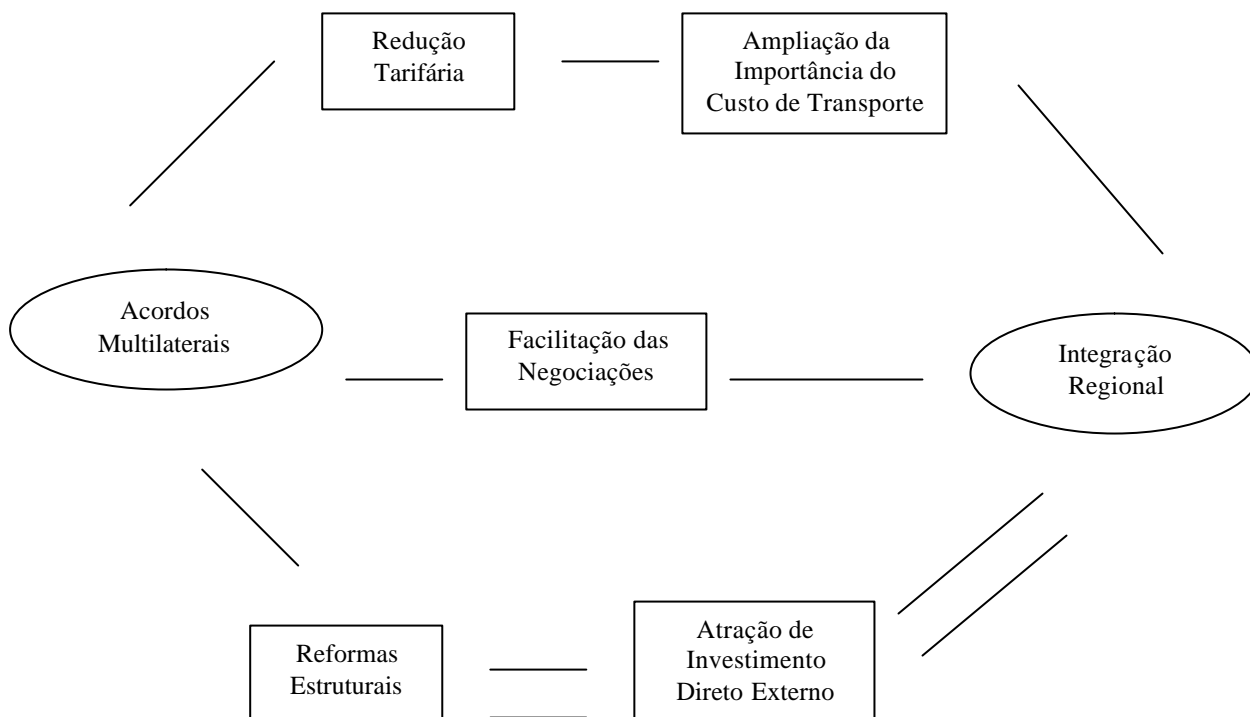 Redução
Tarifária
Ampliação da
Importância do
Custo de Transporte
Acordos
Multilaterais
Facilitação das
Negociações
Integração
Regional
Reformas
Estruturais
Atração de
Investimento
Direto Externo